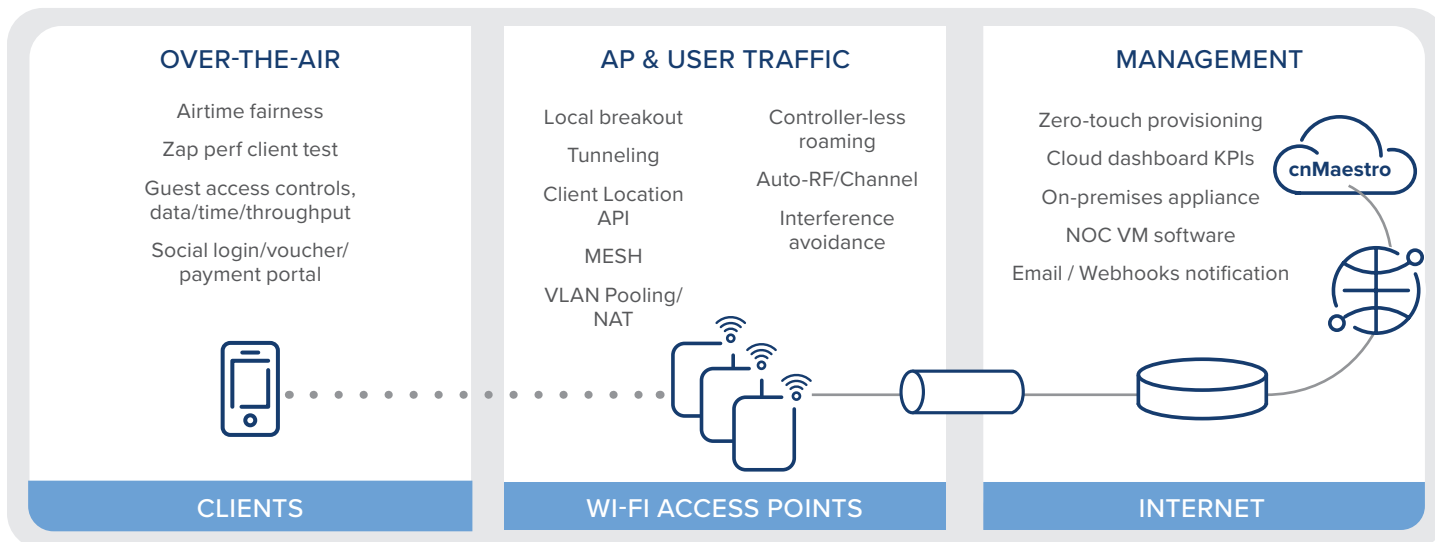 OVER-THE-AIR
Airtime fairness
Zap perf client test
Guest access controls,
data/time/throughput
Social login/voucher/
payment portal
CLIENTS
AP & USER TRAFFIC
Local breakout
Tunneling
Client Location
API
MESH
VLAN Pooling/
NAT
Controller-less
roaming
Auto-RF/Channel
Interference
avoidance
WI-FI ACCESS POINTS
MANAGEMENT
Zero-touch provisioning
Cloud dashboard KPIs
On-premises appliance
NOC VM software
Email / Webhooks notification
cnMaestro
INTERNET